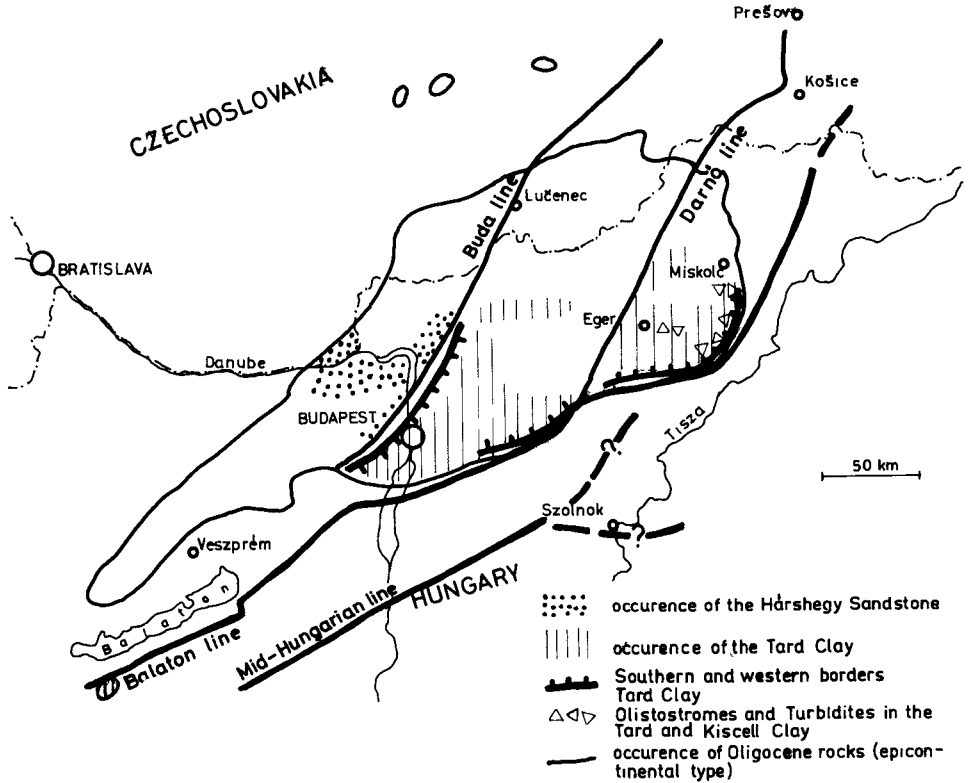 Prešov
Košice
CZECHOSLOVAKIA
Buda line
Darnó line
Lučenec
BRATISLAVA
Miskolc
Eger
Danube
BUDAPEST
Tisza
?
50 km
Szolnok
?
Veszprém
HUNGARY
Balaton
Mid-Hungarian line
Balaton line
occurence of the Hárshegy Sandstone
occurence of the Tard Clay
Southern and western borders
Tard Clay
Olistostromes and Turbidites in the
Tard and Kiscell Clay
occurence of Oligocene rocks (epicon-
tinental type)